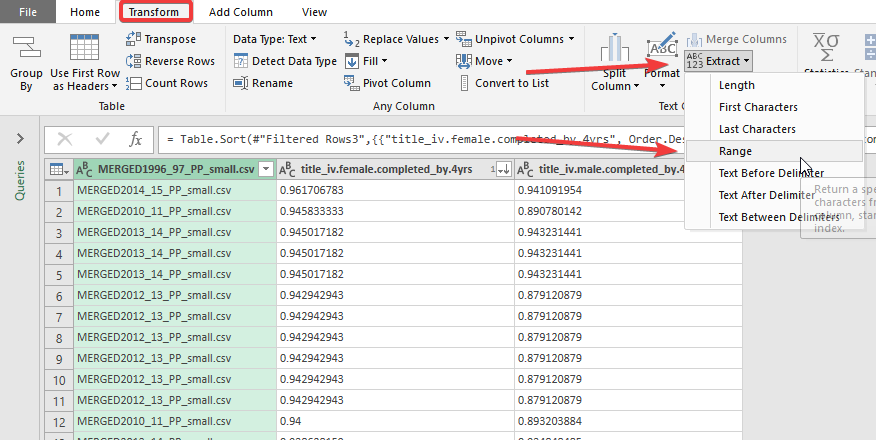 File Home Transform Add Column View
Group By
Use First Row as Headers
Transpose
Reverse Rows
Count Rows
Table
Data Type: Text
Detect Data Type
Rename
Replace Values
Fill
Pivot Column
Unpivot Columns
Move
Convert to List
Any Column
Split Column
ABC
Format
Merge Columns
ABC
123
Extract
Text C
Statistics
Stan
Length
First Characters
Last Characters
Range
Text Before Delimiter
Text After Delimiter
Text Between Delimiters
Return a spe
characters fr
column, star
index.
Queries
fx = Table.Sort(#"Filtered Rows3",{{"title_iv.female.completed_by.4yrs", Order.Des
MERGED1996_97_PP_small.csv title_iv.female.completed_by.4yrs title_iv.male.completed_by.4
1 MERGED2014_15_PP_small.csv 0.961706783 0.941091954
2 MERGED2010_11_PP_small.csv 0.945833333 0.890780142
3 MERGED2013_14_PP_small.csv 0.945017182 0.943231441
4 MERGED2013_14_PP_small.csv 0.945017182 0.943231441
5 MERGED2013_14_PP_small.csv 0.945017182 0.943231441
6 MERGED2012_13_PP_small.csv 0.942942943 0.879120879
7 MERGED2012_13_PP_small.csv 0.942942943 0.879120879
8 MERGED2012_13_PP_small.csv 0.942942943 0.879120879
9 MERGED2012_13_PP_small.csv 0.942942943 0.879120879
10 MERGED2012_13_PP_small.csv 0.942942943 0.879120879
11 MERGED2012_13_PP_small.csv 0.942942943 0.879120879
12 MERGED2010_11_PP_small.csv 0.94 0.893203884